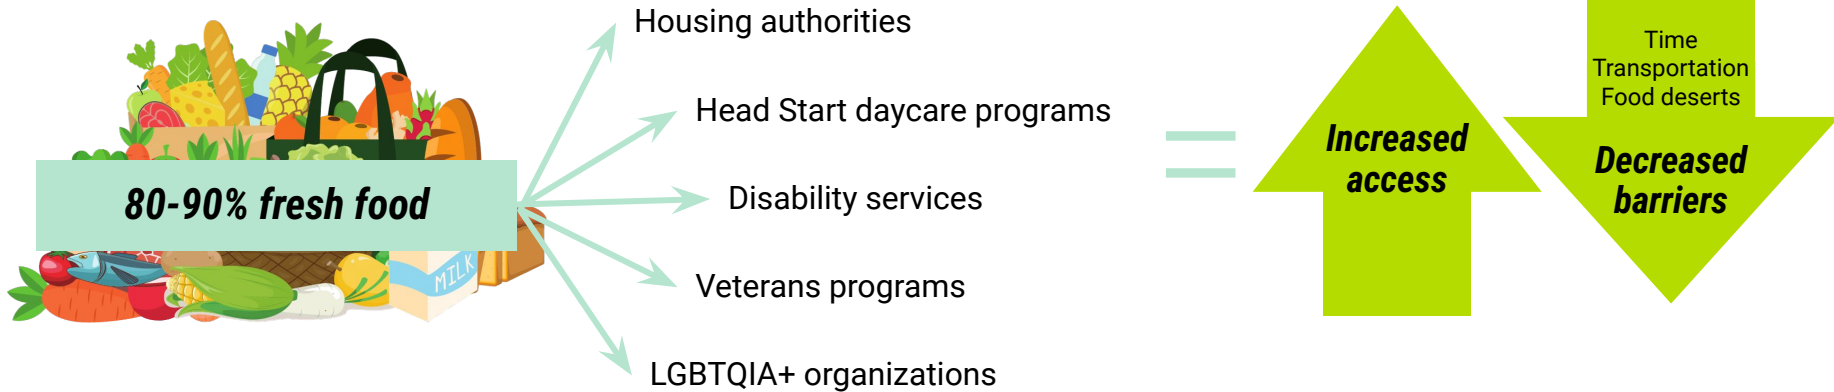 80-90% fresh food
MILK
Housing authorities
Head Start daycare programs
Disability services
Veterans programs
LGBTQIA+ organizations
=
Increased
access
Time
Transportation
Food deserts
Decreased
barriers